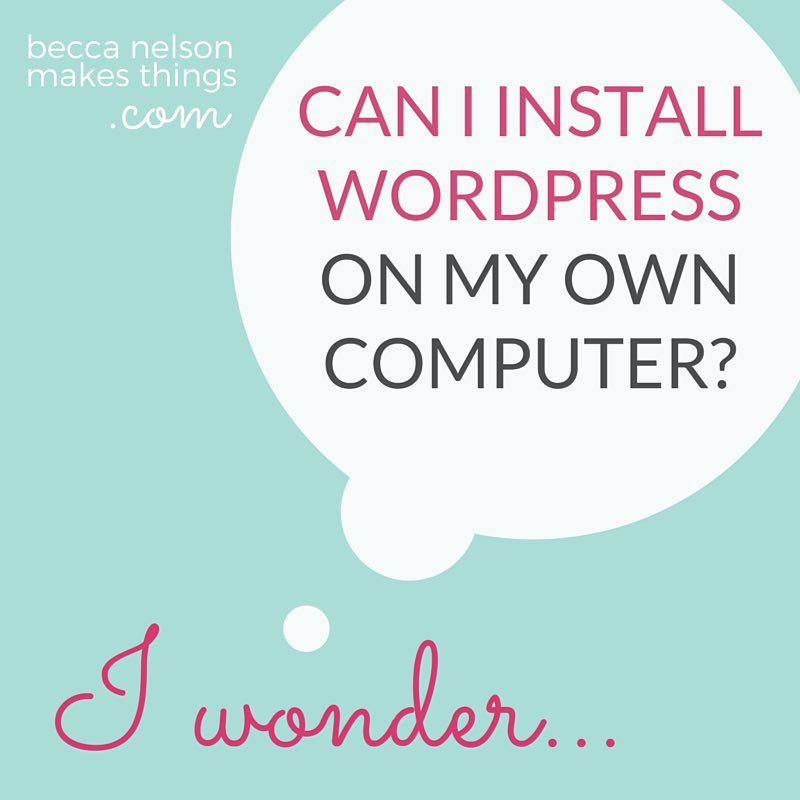 becca nelson
makes things
.com
CAN I INSTALL
WORDPRESS
ON MY OWN
COMPUTER?
I wonder...